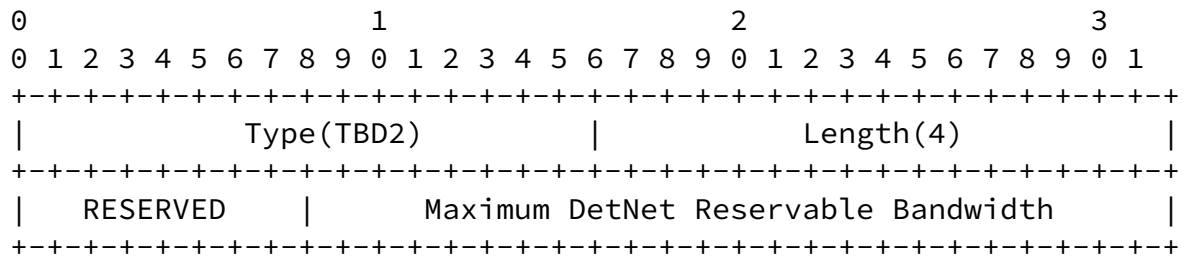 0                   1                   2                   3
0 1 2 3 4 5 6 7 8 9 0 1 2 3 4 5 6 7 8 9 0 1 2 3 4 5 6 7 8 9 0 1
+-+-+-+-+-+-+-+-+-+-+-+-+-+-+-+-+-+-+-+-+-+-+-+-+-+-+-+-+-+-+-+-+
|            Type(TBD2)         |           Length(4)           |
+-+-+-+-+-+-+-+-+-+-+-+-+-+-+-+-+-+-+-+-+-+-+-+-+-+-+-+-+-+-+-+-+
|   RESERVED    |      Maximum DetNet Reservable Bandwidth      |
+-+-+-+-+-+-+-+-+-+-+-+-+-+-+-+-+-+-+-+-+-+-+-+-+-+-+-+-+-+-+-+-+